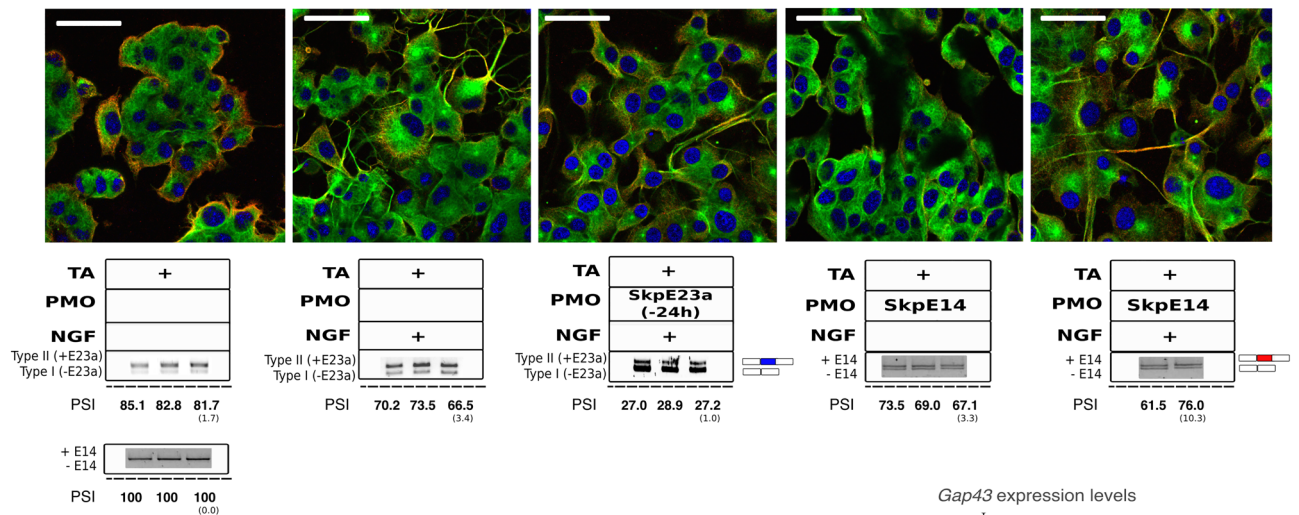 TA +
PMO
NGF
Type II (+E23a)
Type I (-E23a)
PSI 85.1 82.8 81.7
(1.7)
+ E14
- E14
PSI 100 100 100
(0.0)
TA +
PMO
NGF +
Type II (+E23a)
Type I (-E23a)
PSI 70.2 73.5 66.5
(3.4)
TA +
PMO SkpE23a
(-24h)
NGF +
Type II (+E23a)
Type I (-E23a)
PSI 27.0 28.9 27.2
(1.0)
TA +
PMO SkpE14
NGF
+ E14
- E14
PSI 73.5 69.0 67.1
(3.3)
TA +
PMO SkpE14
NGF +
+ E14
- E14
PSI 61.5 76.0
(10.3)
Gap43 expression levels